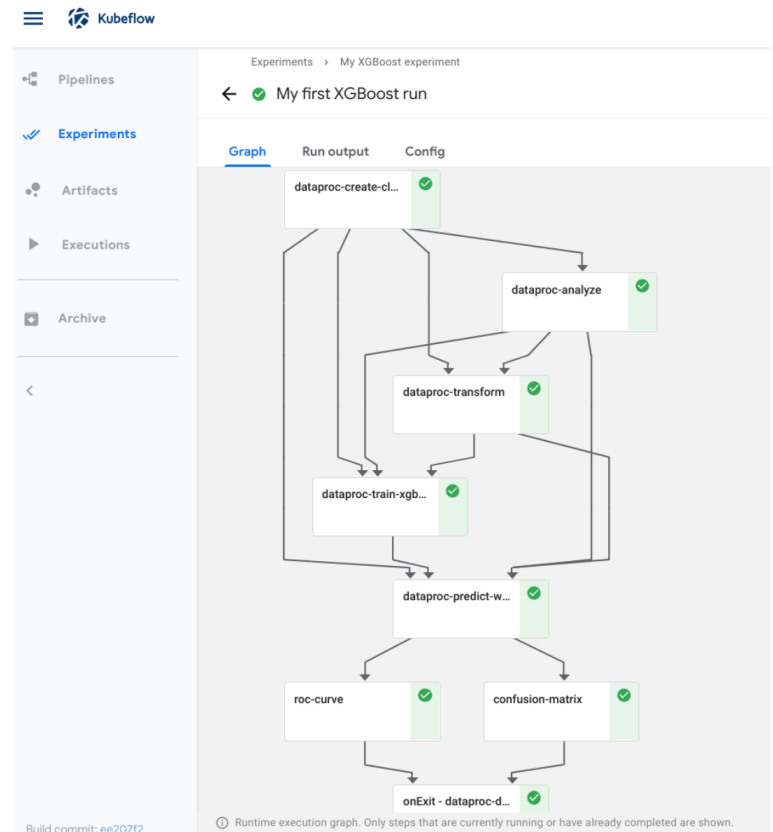 Kubeflow
Pipelines
Experiments
Artifacts
Executions
Archive
Build commit: ee207f2
Experiments › My XGBoost experiment
My first XGBoost run
Graph Run output Config
dataproc-create-cl...
dataproc-analyze
dataproc-transform
dataproc-train-xgb...
dataproc-predict-w...
roc-curve
confusion-matrix
onExit - dataproc-d...
Runtime execution graph. Only steps that are currently running or have already completed are shown.